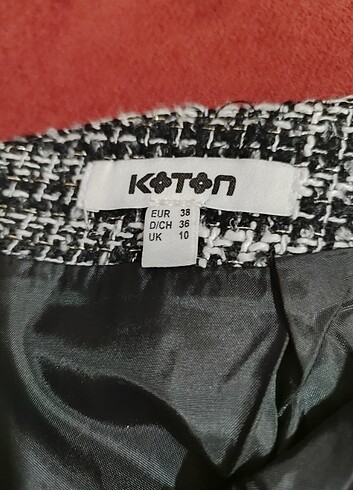 KOTON
EUR 38
D/CH 36
UK 10